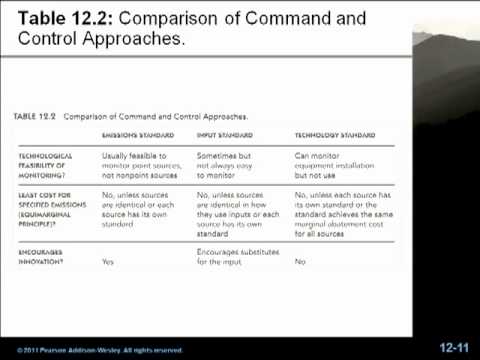 Table 12.2: Comparison of Command and
Control Approaches.
TABLE 12.2 Comparison of Command and Control Approaches.
EMISSIONS STANDARD INPUT STANDARD TECHNOLOGY STANDARD
TECHNOLOGICAL Usually feasible to Sometimes but Can monitor
FEASIBILITY OF monitor point sources, not always easy equipment installation
MONITORING? not nonpoint sources to monitor but not use
LEAST COST FOR No, unless sources No, unless sources No, unless each source has
SPECIFIED EMISSIONS are identical or each are identical in how its own standard or the
(EQUIMARGINAL source has its own they use inputs or each standard achieves the same
PRINCIPLE)? standard source has its own marginal abatement cost
standard for all sources
ENCOURAGES Encourages substitutes
INNOVATION? Yes for the input No
© 2011 Pearson Addison-Wesley. All rights reserved.
12-11